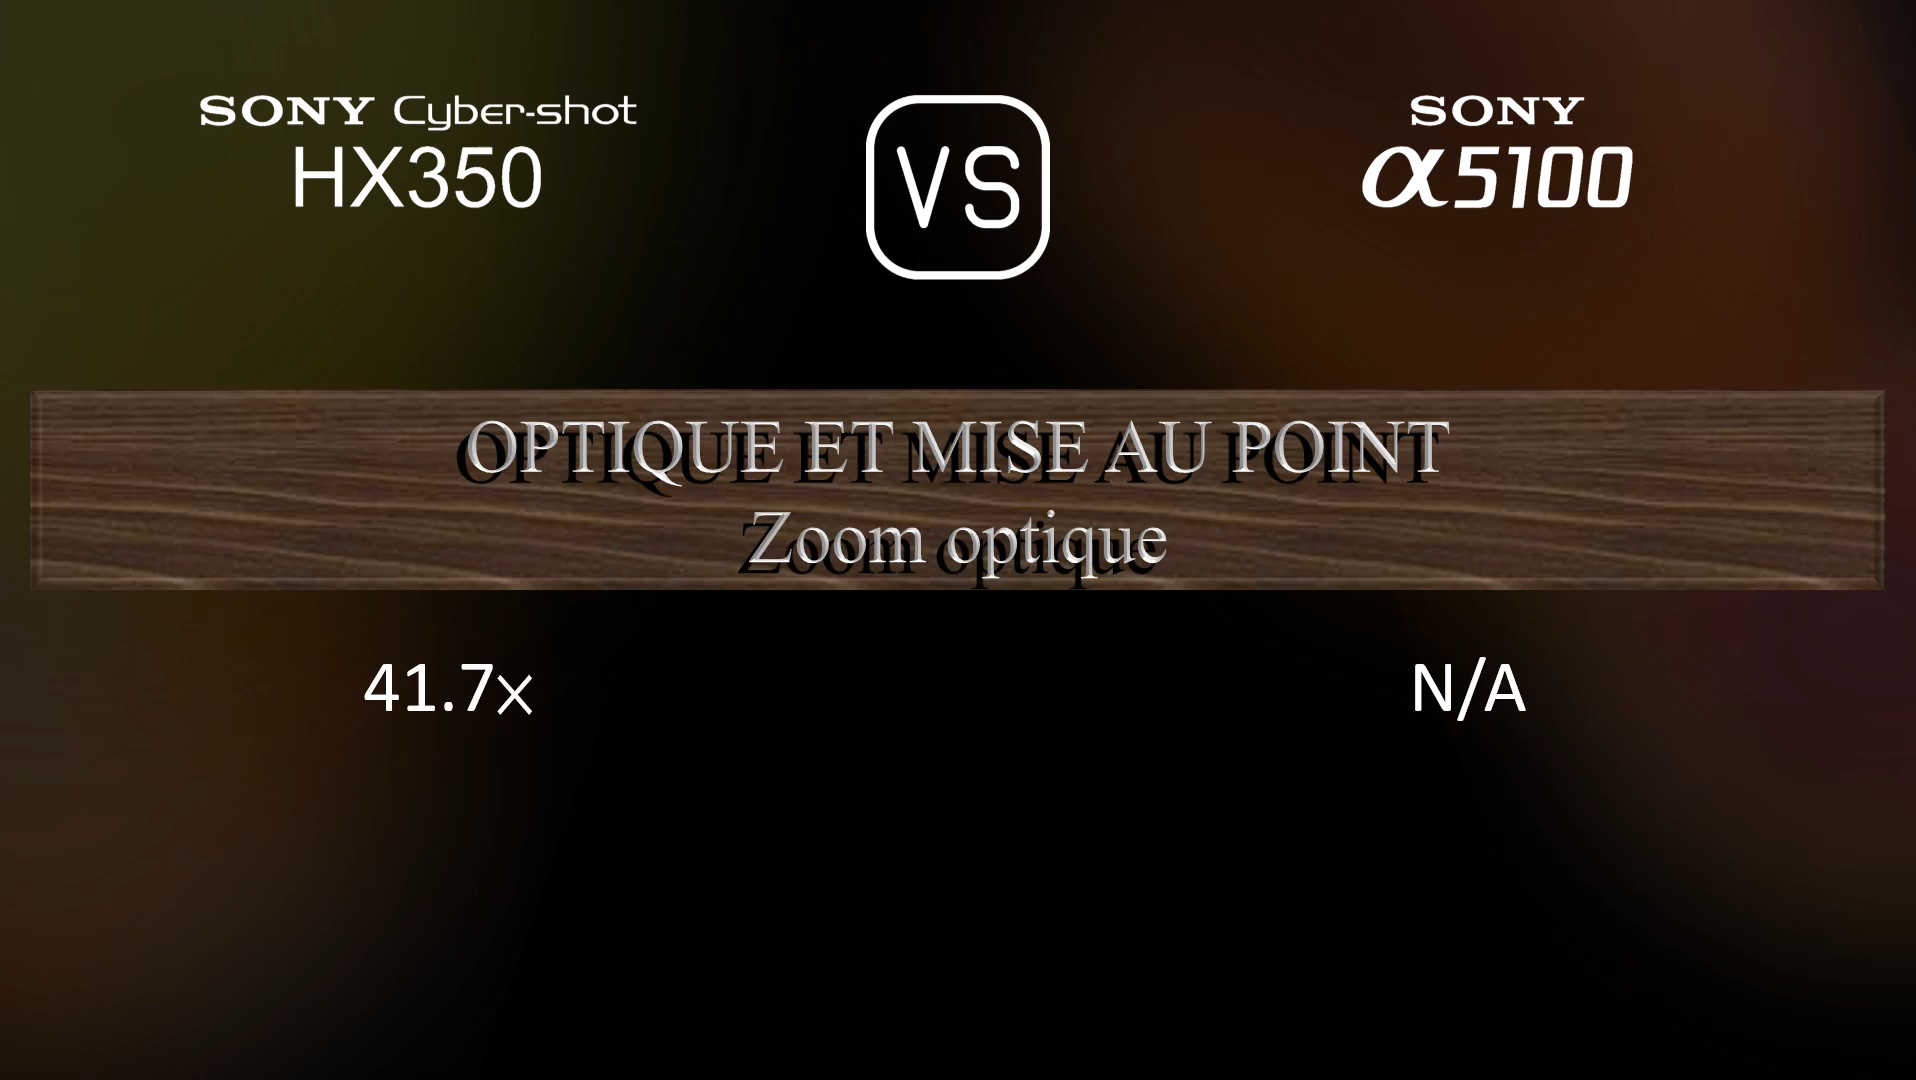 SONY Cyber-shot
HX350
VS
SONY
α5100
OPTIQUE ET MISE AU POINT
Zoom optique
41.7x
N/A